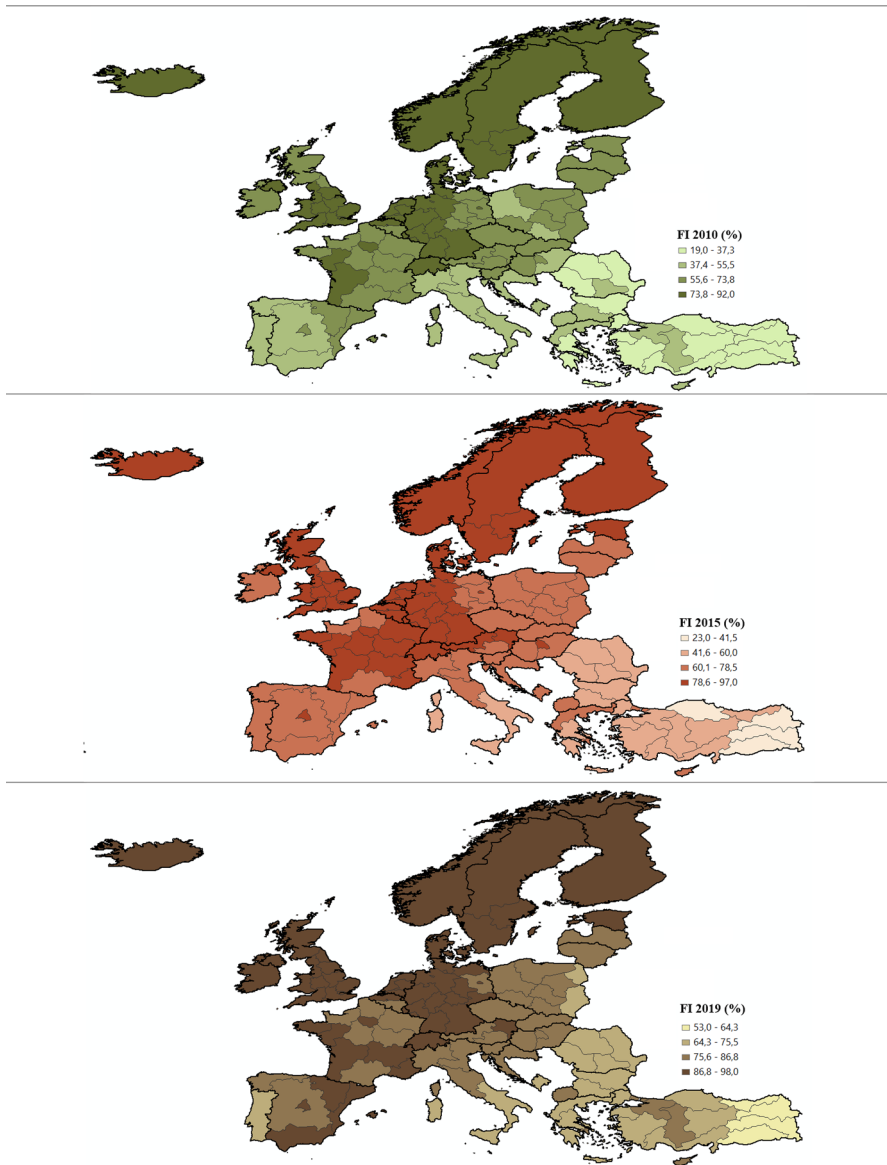 FI 2010 (%)
19,0 - 37,3
37,4 - 55,5
55,6 - 73,8
73,8 - 92,0
FI 2015 (%)
23,0 - 41,5
41,6 - 60,0
60,1 - 78,5
78,6 - 97,0
FI 2019 (%)
53,0 - 64,3
64,3 - 75,5
75,6 - 86,8
86,8 - 98,0